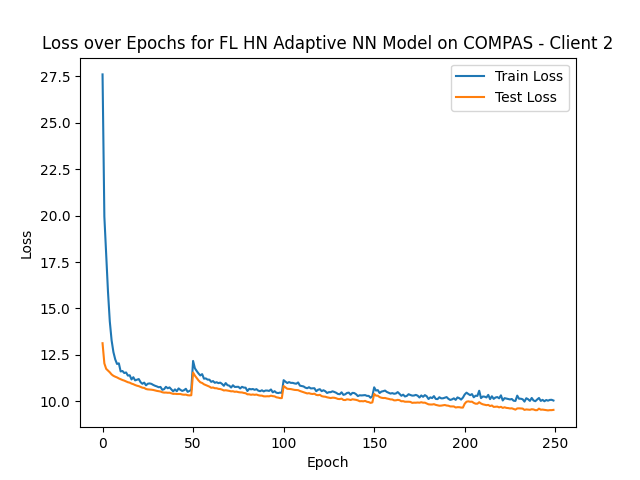 Loss over Epochs for FL HN Adaptive NN Model on COMPAS - Client 2
Train Loss
Test Loss
27.5
25.0
22.5
20.0
17.5
15.0
12.5
10.0
Loss
0 50 100 150 200 250
Epoch